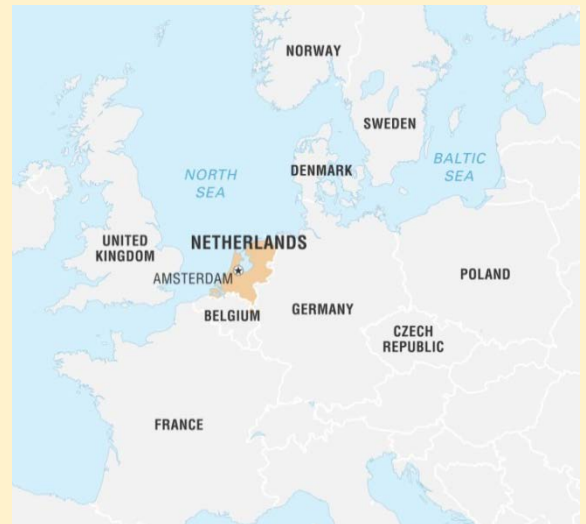 NORWAY
SWEDEN
BALTIC
SEA
DENMARK
NORTH
SEA
UNITED
KINGDOM
NETHERLANDS
AMSTERDAM
POLAND
BELGIUM
GERMANY
CZECH
REPUBLIC
FRANCE